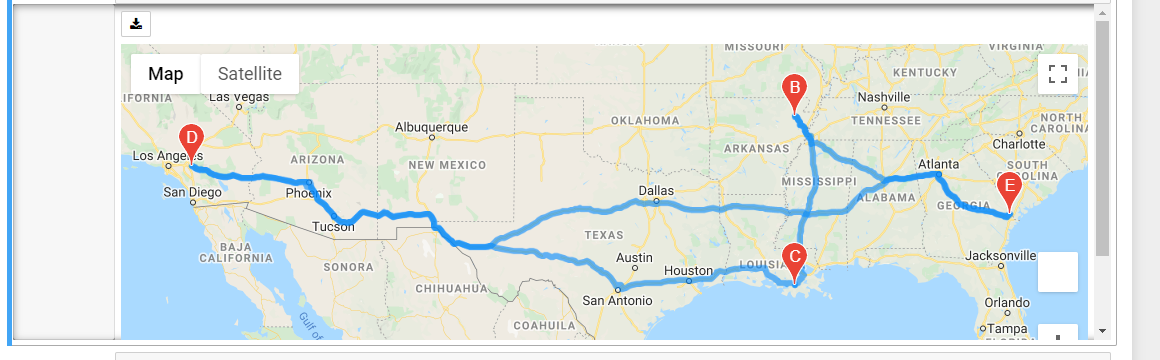 Map
Satellite
MISSOURI
VIRGINIA
KENTUCKY
IFORNIA
Las Vegas
B
Nashville
Albuquerque
OKLAHOMA
TENNESSEE
NORTH
CAROLINA
D
Charlotte
Los Angeles
ARIZONA
NEW MEXICO
ARKANSAS
Atlanta
SOUTH
CAROLINA
San Diego
Phoenix
Dallas
MISSISSIPPI
E
ALABAMA
GEORGIA
Tucson
TEXAS
BAJA
CALIFORNIA
SONORA
Austin
Houston
LOUISIA
C
Jacksonville
CHIHUAHUA
San Antonio
Orlando
Gulf of
COAHUILA
Tampa
FLORIDA